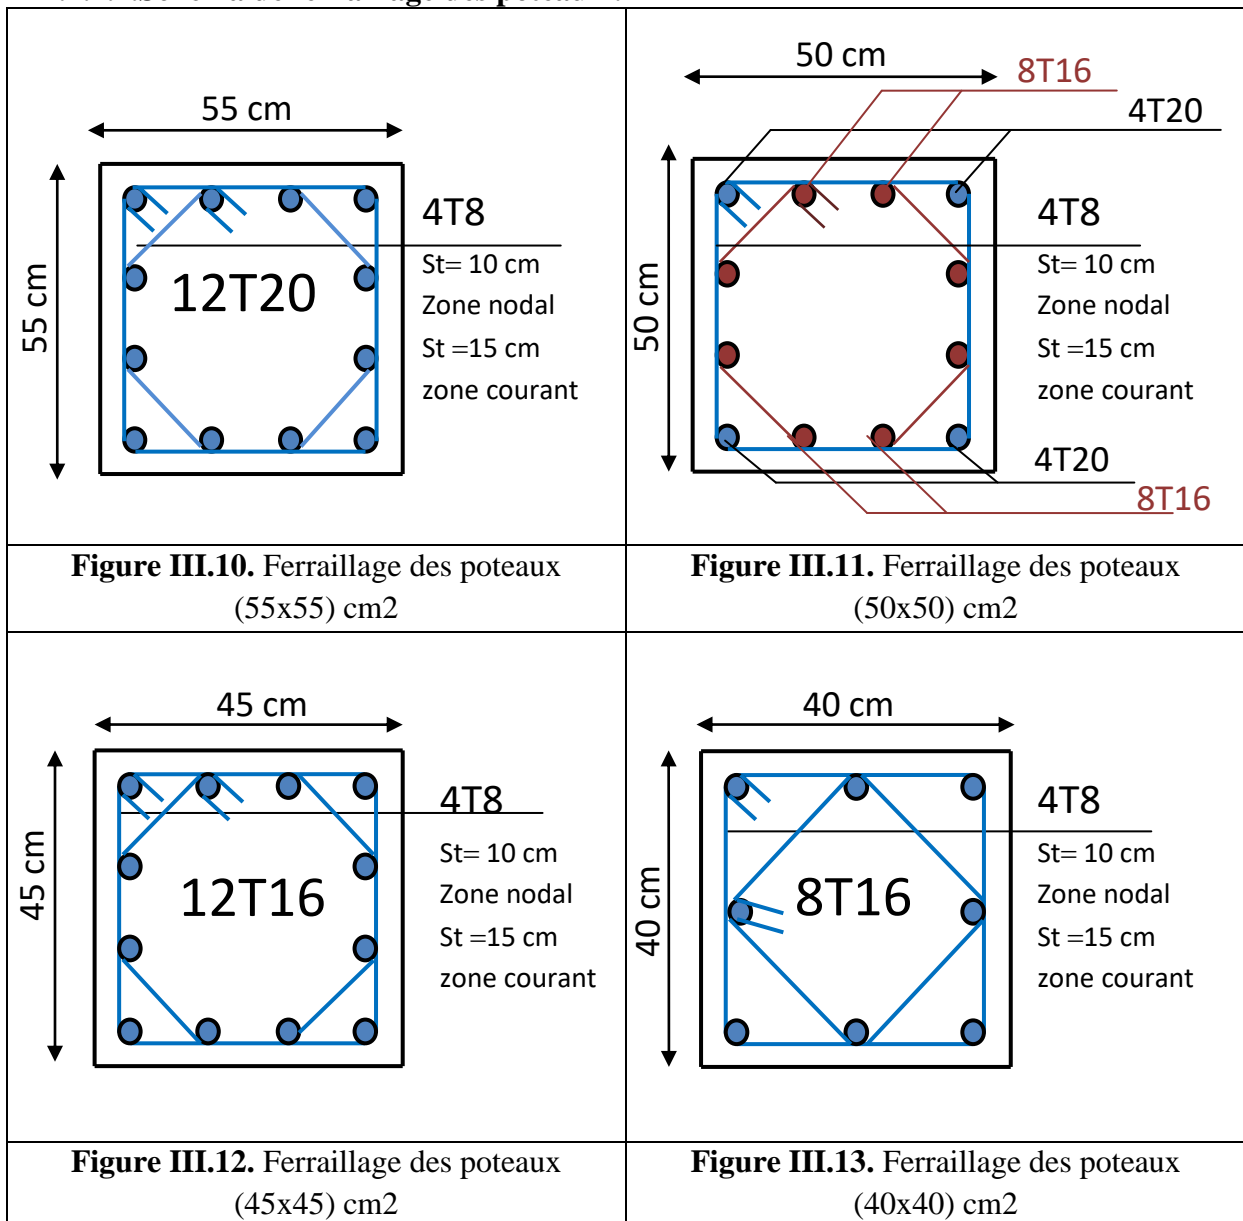 55 cm
55 cm
12T20
4T8
St= 10 cm
Zone nodal
St =15 cm
zone courant
50 cm
8T16
4T20
50 cm
4T8
St= 10 cm
Zone nodal
St =15 cm
zone courant
4T20
8T16
Figure III.10. Ferraillage des poteaux
(55x55) cm2
Figure III.11. Ferraillage des poteaux
(50x50) cm2
45 cm
45 cm
12T16
4T8
St= 10 cm
Zone nodal
St =15 cm
zone courant
40 cm
40 cm
8T16
4T8
St= 10 cm
Zone nodal
St =15 cm
zone courant
Figure III.12. Ferraillage des poteaux
(45x45) cm2
Figure III.13. Ferraillage des poteaux
(40x40) cm2